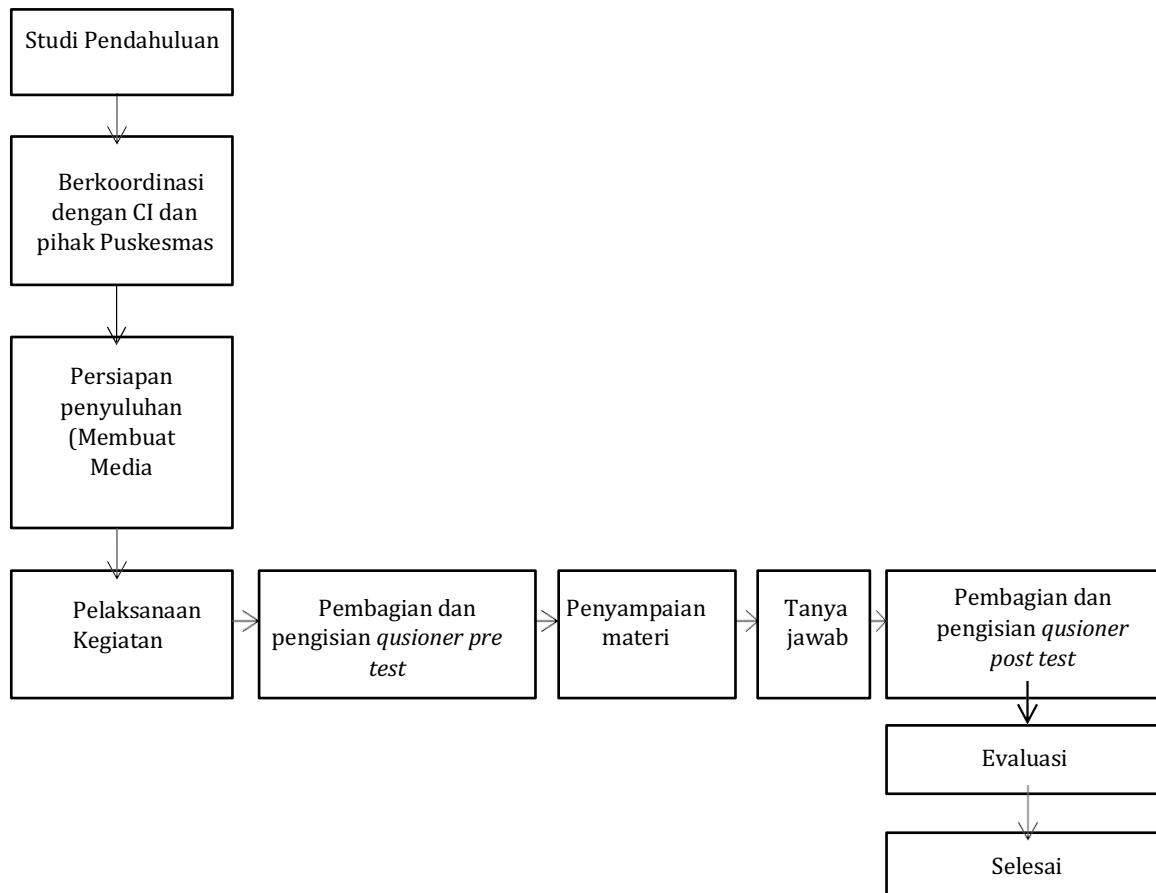 Studi Pendahuluan
Berkoordinasi
dengan CI dan
pihak Puskesmas
Persiapan
penyuluhan
(Membuat
Media
Pelaksanaan
Kegiatan
Pembagian dan
pengisian qusioner pre
test
Penyampaian
materi
Tanya
jawab
Pembagian dan
pengisian qusioner
post test
Evaluasi
Selesai